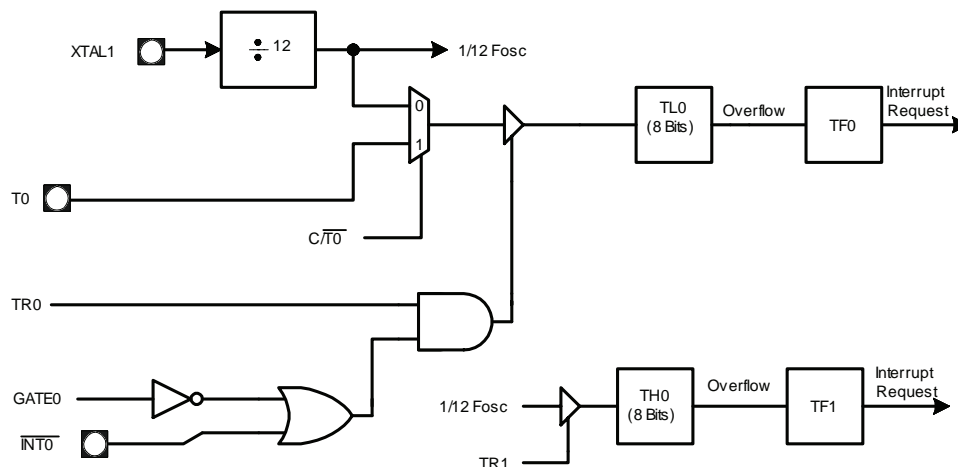 XTAL1
÷ 12
1/12 Fosc
0
1
T0
C/T0
TL0
(8 Bits)
Overflow
TF0
Interrupt
Request
TR0
GATE0
INT0
1/12 Fosc
TR1
TH0
(8 Bits)
Overflow
TF1
Interrupt
Request